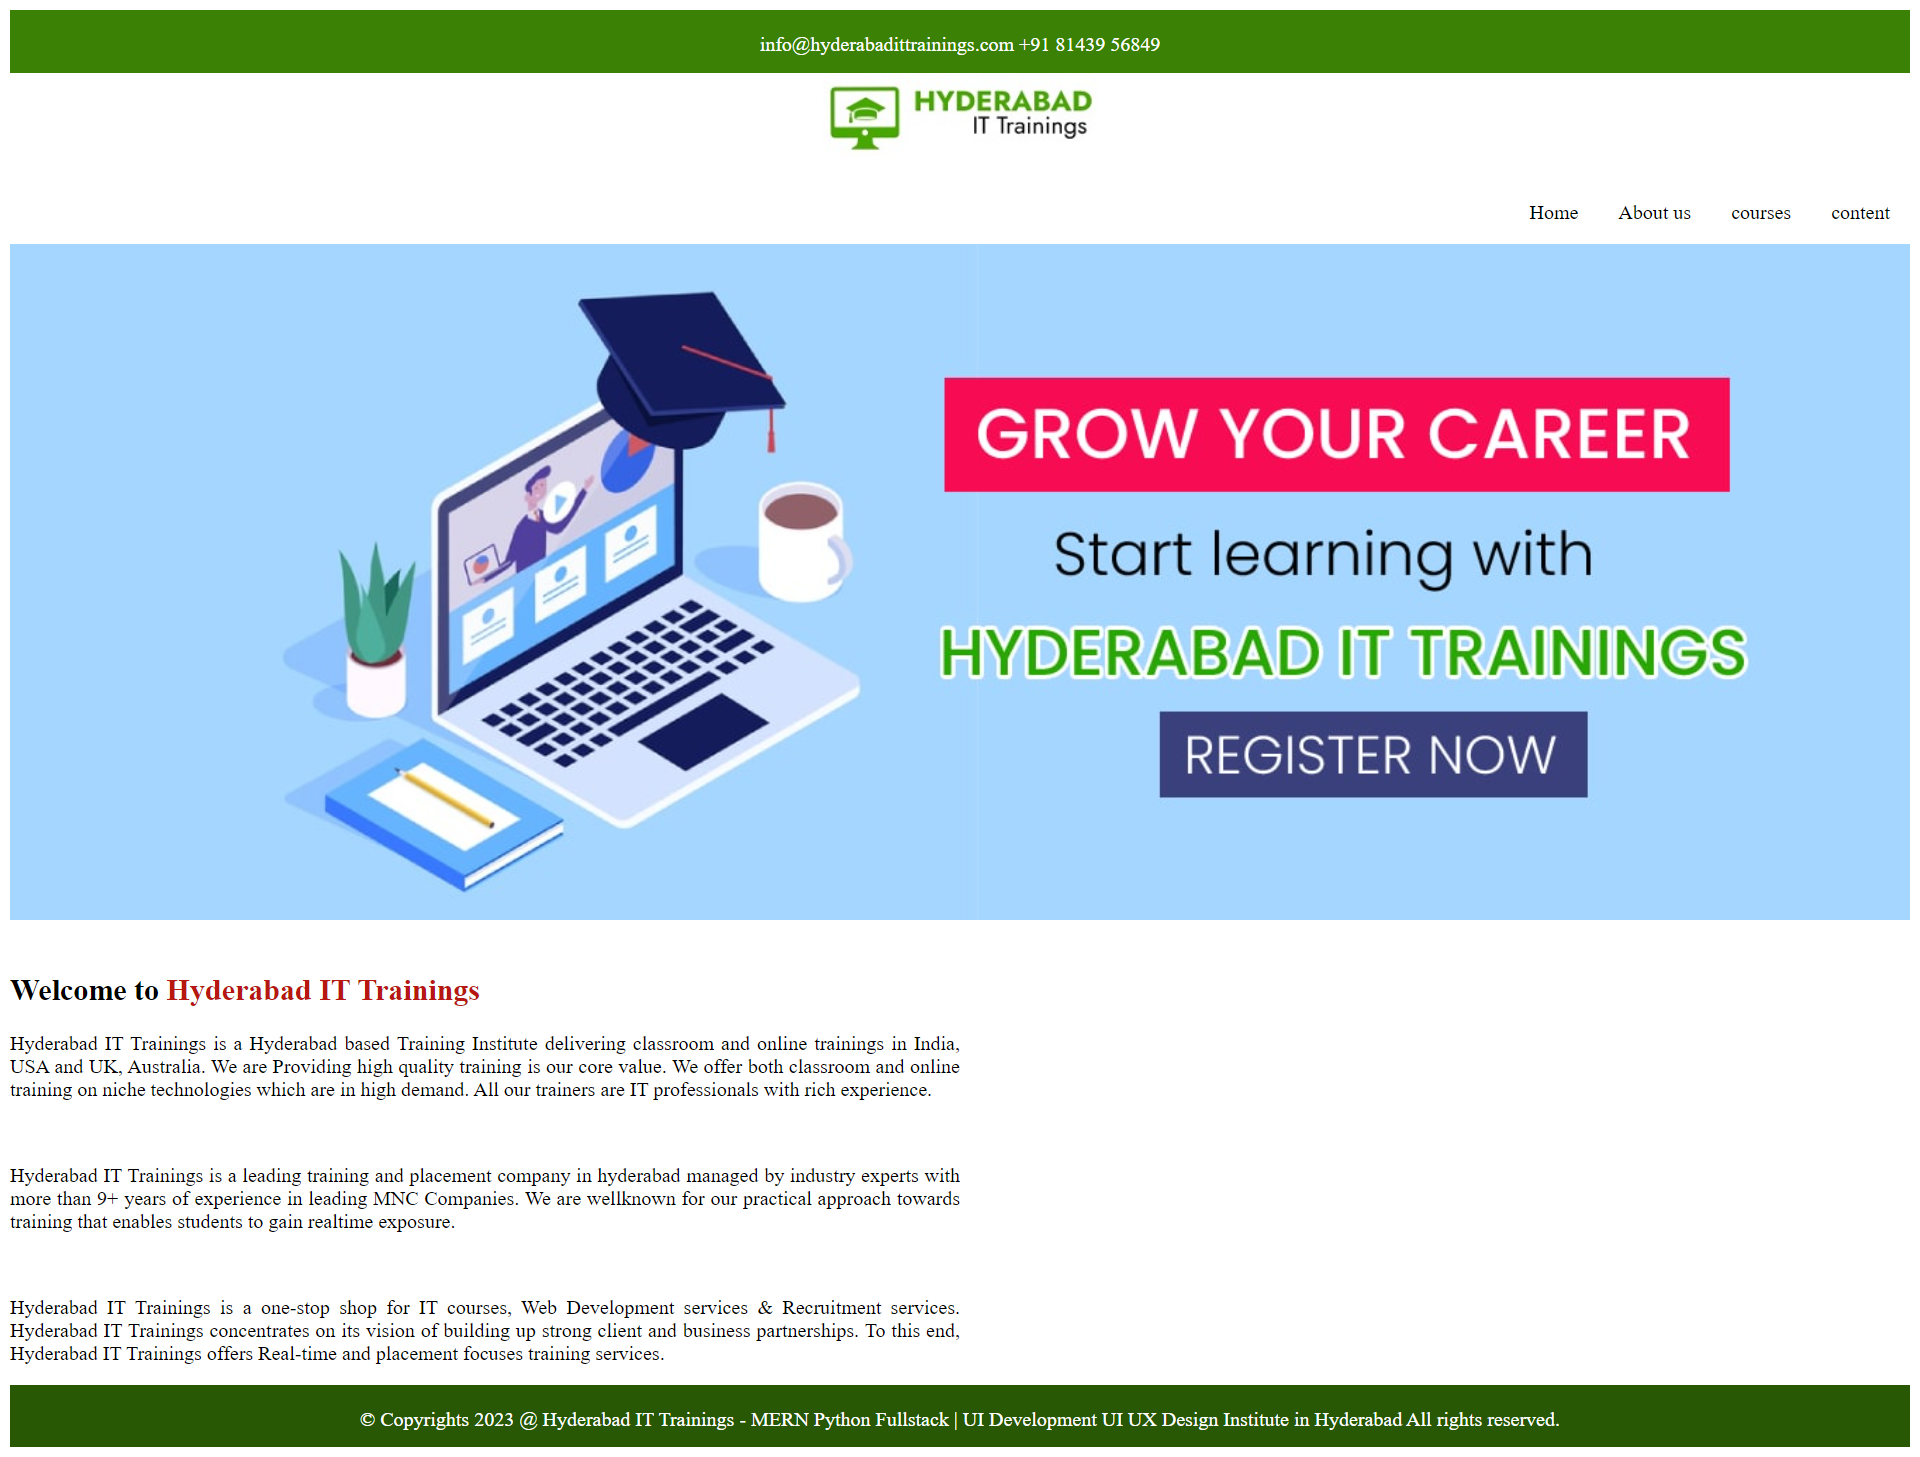 info@hyderabadittrainings.com +91 81439 56849
HYDERABAD
IT Trainings
Home About us courses content
GROW YOUR CAREER
Start learning with
HYDERABAD IT TRAININGS
REGISTER NOW
Welcome to Hyderabad IT Trainings
Hyderabad IT Trainings is a Hyderabad based Training Institute delivering classroom and online trainings in India,
USA and UK, Australia. We are Providing high quality training is our core value. We offer both classroom and online
training on niche technologies which are in high demand. All our trainers are IT professionals with rich experience.
Hyderabad IT Trainings is a leading training and placement company in hyderabad managed by industry experts with
more than 9+ years of experience in leading MNC Companies. We are wellknown for our practical approach towards
training that enables students to gain realtime exposure.
Hyderabad IT Trainings is a one-stop shop for IT courses, Web Development services & Recruitment services.
Hyderabad IT Trainings concentrates on its vision of building up strong client and business partnerships. To this end,
Hyderabad IT Trainings offers Real-time and placement focuses training services.
© Copyrights 2023 @ Hyderabad IT Trainings - MERN Python Fullstack | UI Development UI UX Design Institute in Hyderabad All rights reserved.